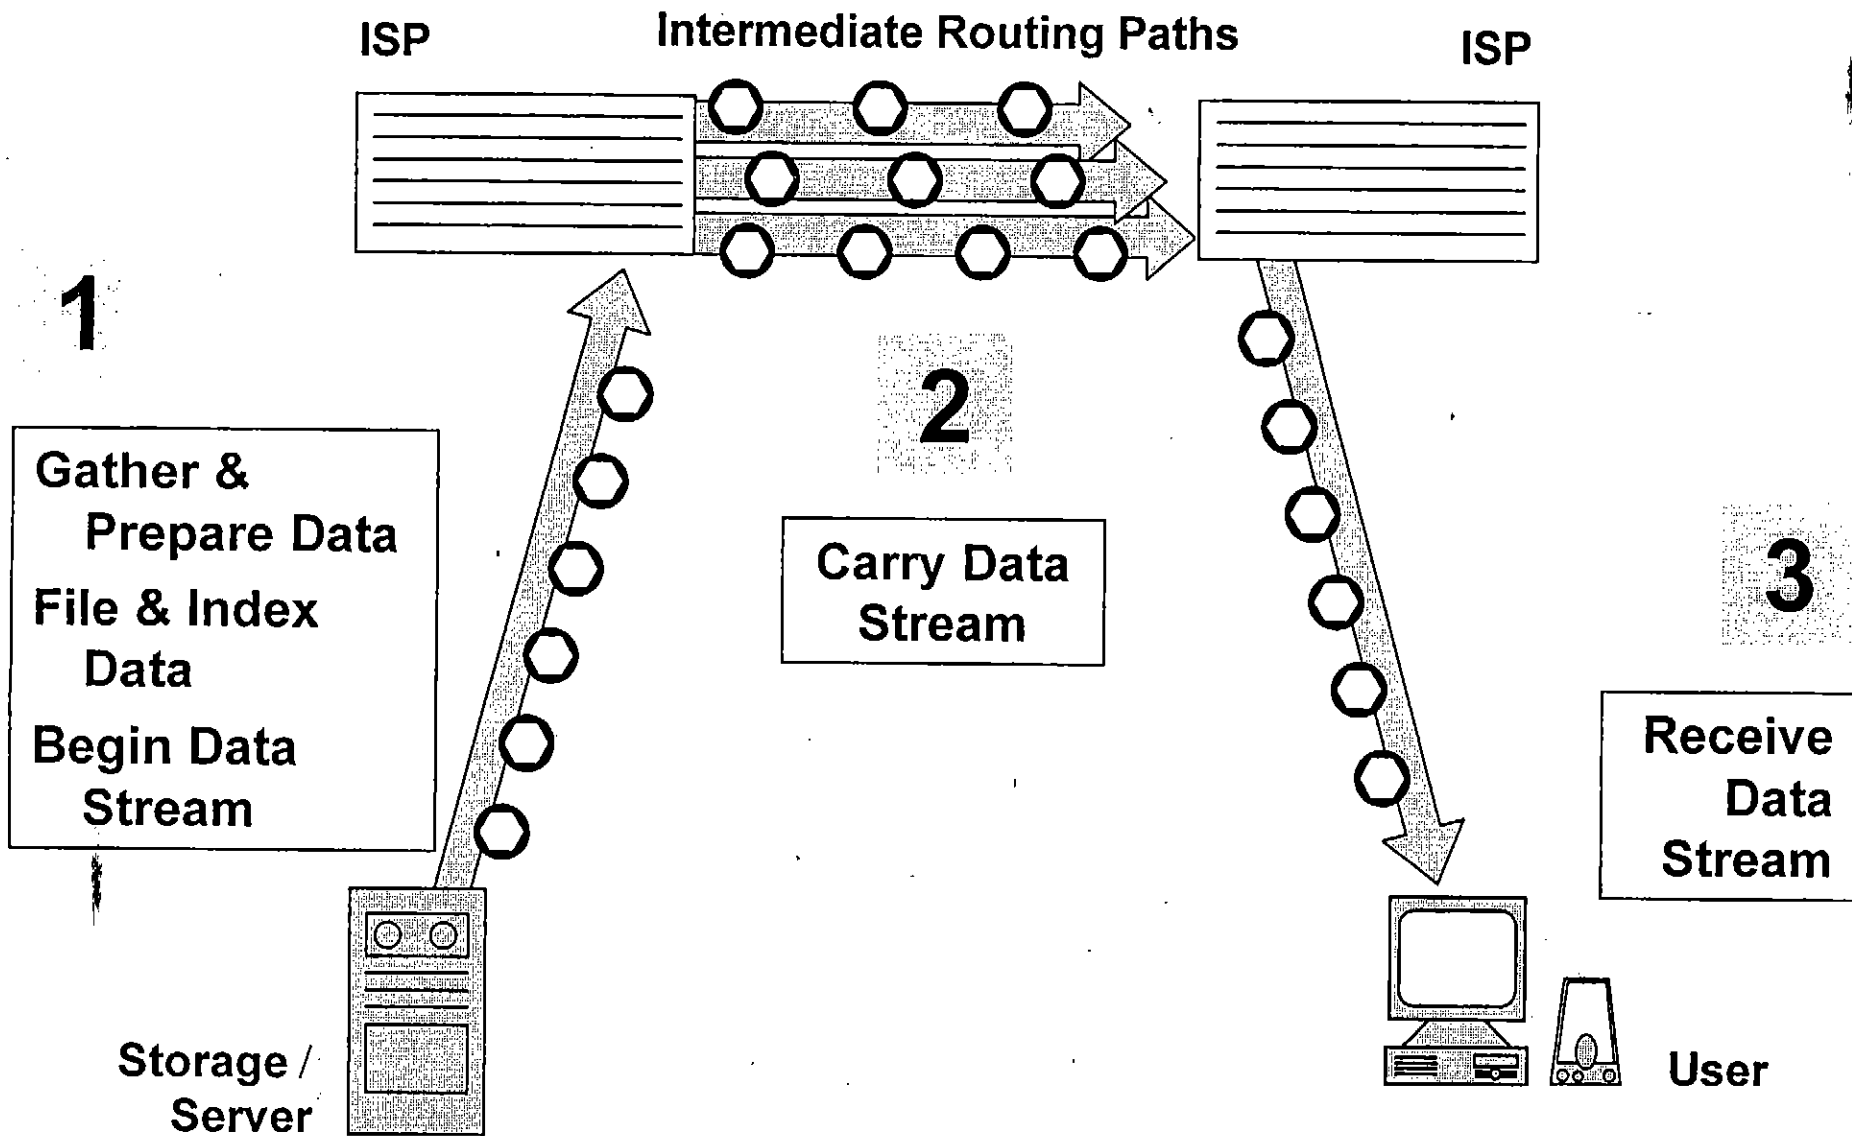 ISP
Intermediate Routing Paths
ISP
1
Gather &
Prepare Data
File & Index
Data
Begin Data
Stream
2
Carry Data
Stream
3
Receive
Data
Stream
Storage /
Server
User